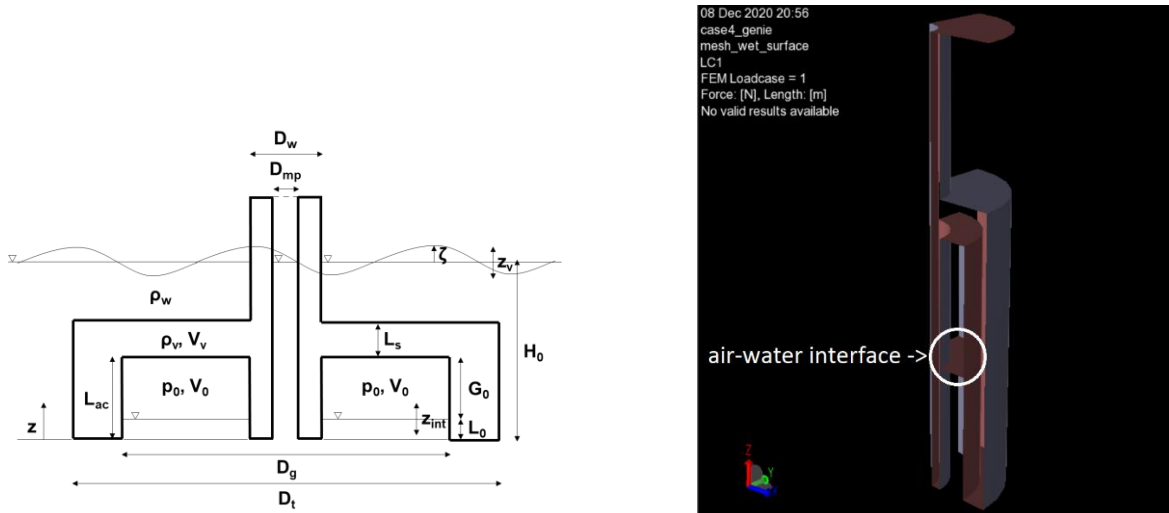 D_w
D_mp
ζ
z_v
ρ_w
ρ_v, V_v
L_s
H_0
p_0, V_0
p_0, V_0
G_0
L_ac
z
z_int
L_0
D_g
D_t
08 Dec 2020 20:56
case4_genie
mesh_wet_surface
LC1
FEM Loadcase = 1
Force: [N], Length: [m]
No valid results available
air-water interface ->
Z
Y